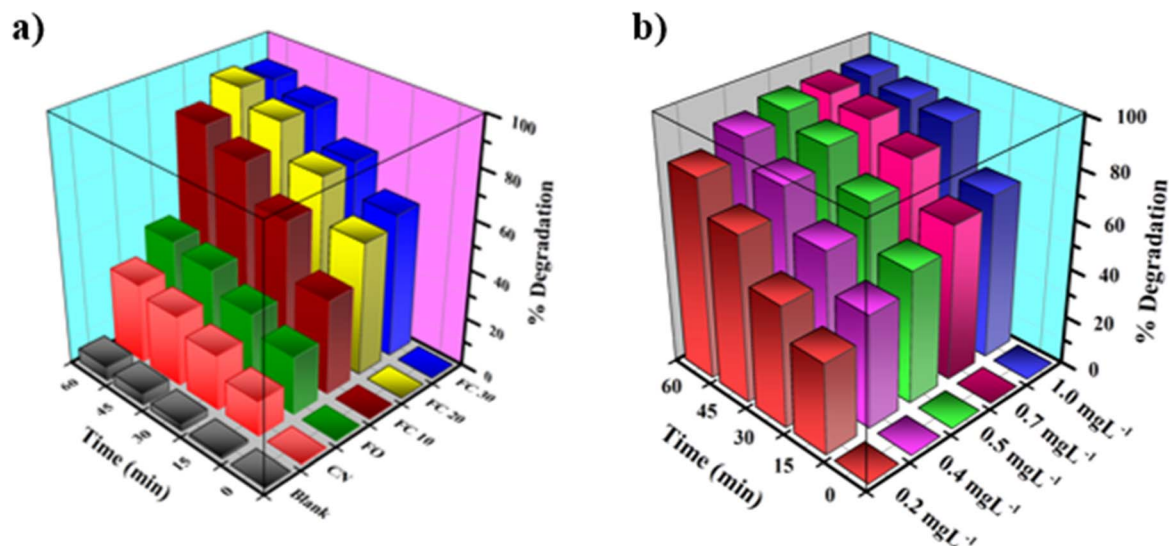 a)
100
80
60
40
20
0
% Degradation
60
45
30
15
0
Time (min)
Blank
CN
FO
FC 10
FC 20
FC 30
b)
100
80
60
40
20
0
% Degradation
60
45
30
15
0
Time (min)
0.2 mgL⁻¹
0.4 mgL⁻¹
0.5 mgL⁻¹
0.7 mgL⁻¹
1.0 mgL⁻¹